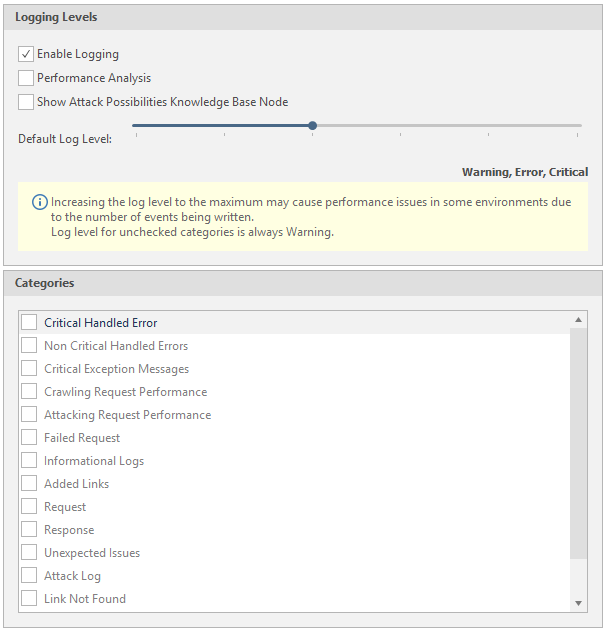 Logging Levels
Enable Logging
Performance Analysis
Show Attack Possibilities Knowledge Base Node
Default Log Level:
Warning, Error, Critical
Increasing the log level to the maximum may cause performance issues in some environments due
to the number of events being written.
Log level for unchecked categories is always Warning.
Categories
Critical Handled Error
Non Critical Handled Errors
Critical Exception Messages
Crawling Request Performance
Attacking Request Performance
Failed Request
Informational Logs
Added Links
Request
Response
Unexpected Issues
Attack Log
Link Not Found